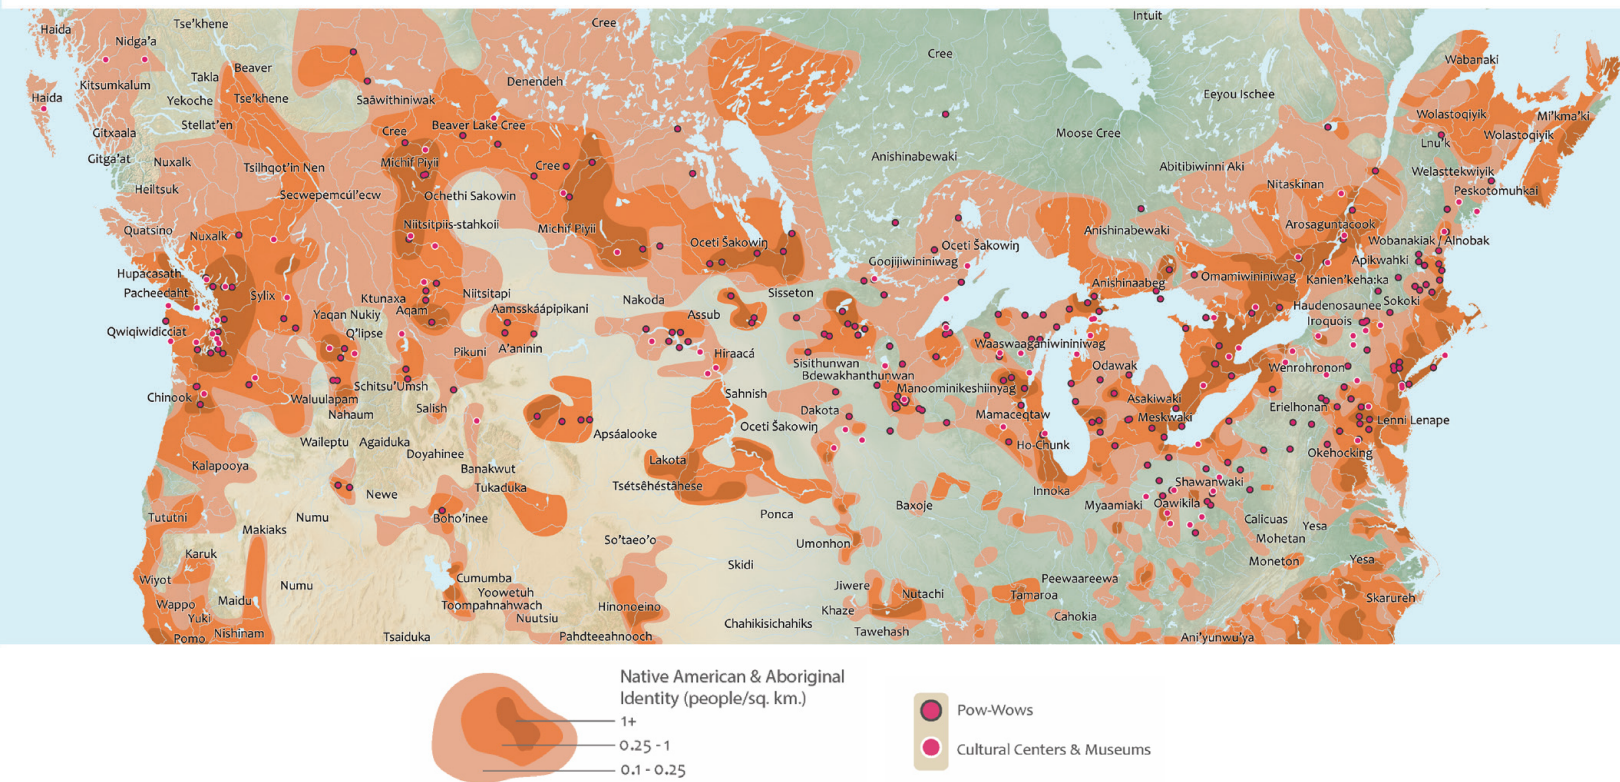 Haida
Tse'khene
Cree
Intuit
Nidga'a
Cree
Wabanaki
Beaver
Takla
Denendeh
Kitsumkalum
Haida
Yekoche
Tse'khene
Saāwithiniwak
Eeyou Ischee
Wolastoqiyik
Mi'kma'ki
Stellat'en
Gitxaala
Cree
Beaver Lake Cree
Moose Cree
Wolastoqiyik
Lnu'k
Gitga'at
Nuxalk
Tsilhqot'in Nen
Michif Piyii
Cree
Anishinabewaki
Abitibiwinni Aki
Welasttekwiyik
Heiltsuk
Secwepemcúl'ecw
Ochethi Sakowin
Nitaskinan
Peskotomuhkai
Quatsino
Nuxalk
Niitsitpiis-stahkoii
Michif Piyii
Oceti Šakowiŋ
Oceti Šakowiŋ
Anishinabewaki
Arosaguntacook
Wobanakiak / Alnobak
Goojijiwininiwag
Apikwahki
Hupacasath
Omamiwininiwag
Kanien'keha:ka
Pacheedaht
Sylix
Ktunaxa
Niitsitapi
Nakoda
Sisseton
Anishinaabeg
Haudenosaunee
Sokoki
Yaqan Nukiy
Aqam
Aamsskáápipikani
Assub
Iroquois
Qwiqiwidicciat
Q'lipse
Pikuni
A'aninin
Hiraacá
Waaswaaganiwininiwag
Sisithunwan
Odawak
Wenrohronon
Bdewakhanthunwan
Schitsu'Umsh
Sahnish
Manoominikeshiinyag
Chinook
Waluulapam
Salish
Asakiwaki
Nahaum
Dakota
Mamaceqtaw
Meskwaki
Erielhonan
Lenni Lenape
Oceti Šakowiŋ
Apsáalooke
Waileptu
Agaiduka
Ho-Chunk
Okehocking
Doyahinee
Kalapooya
Banakwut
Lakota
Newe
Tukaduka
Tsétsêhéstâhese
Innoka
Shawanwaki
Baxoje
Myaamiaki
Oawikila
Tututni
Numu
Boho'inee
Ponca
Calicuas
Yesa
Makiaks
Mohetan
So'taeo'o
Umonhon
Karuk
Skidi
Moneton
Yesa
Wiyot
Numu
Cumumba
Jiwere
Peewaareewa
Yoowetuh
Nutachi
Tamaroa
Skarureh
Wappo
Maidu
Toompahnahwach
Hinonoeino
Khaze
Yuki
Nuutsiu
Chahikisichahiks
Cahokia
Pomo
Nishinam
Tsaiduka
Pahdteeahnooch
Tawehash
Ani'yunwu'ya
Native American & Aboriginal
Identity (people/sq. km.)
1+
0.25 - 1
0.1 - 0.25
Pow-Wows
Cultural Centers & Museums